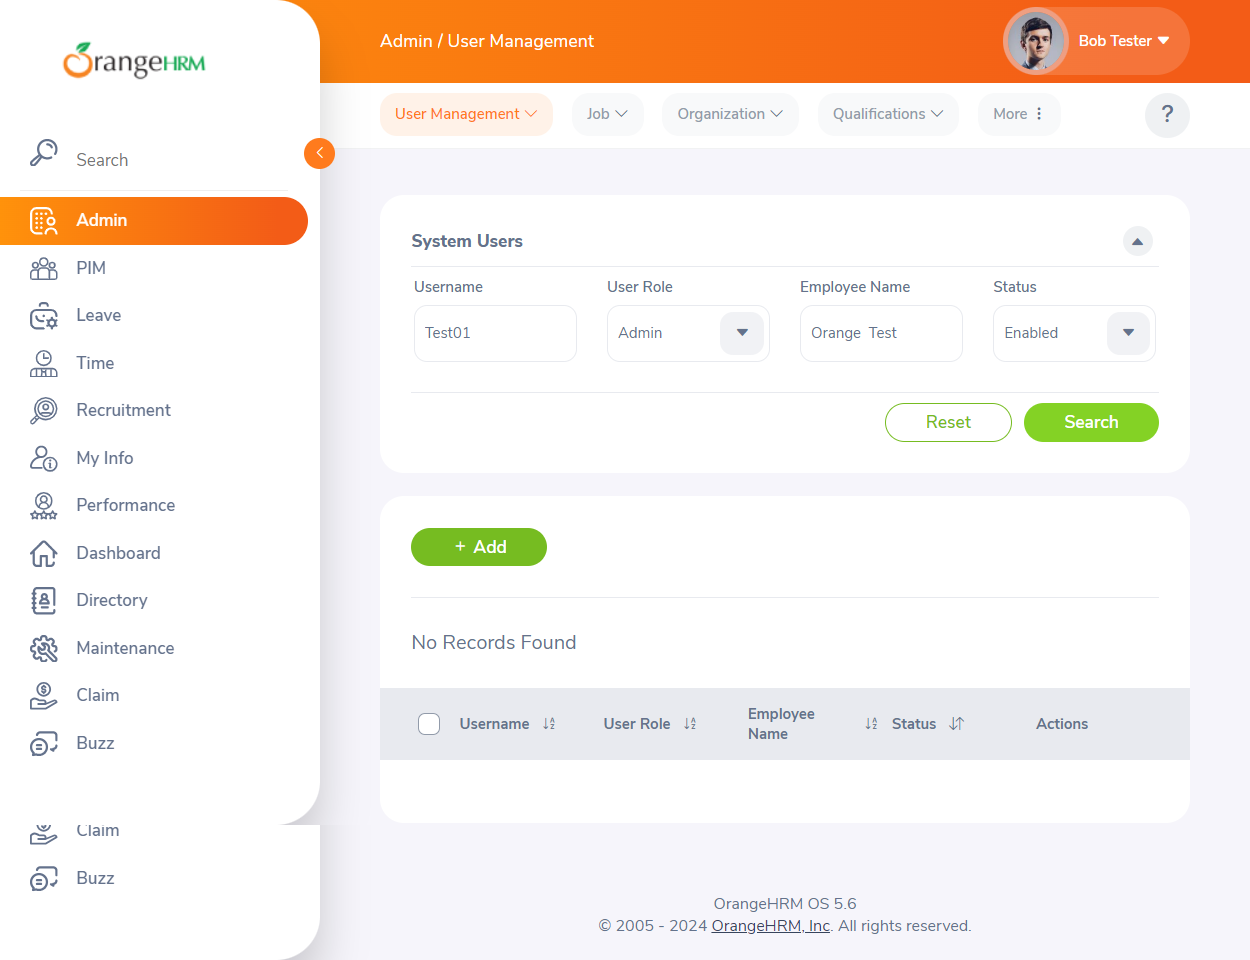 OrangeHRM
Admin / User Management
Bob Tester
User Management
Job
Organization
Qualifications
More
?
Search
Admin
PIM
Leave
Time
Recruitment
My Info
Performance
Dashboard
Directory
Maintenance
Claim
Buzz
Claim
Buzz
System Users
Username
User Role
Employee Name
Status
Test01
Admin
Orange  Test
Enabled
Reset
Search
+ Add
No Records Found
Username
User Role
Employee
Name
Status
Actions
OrangeHRM OS 5.6
© 2005 - 2024 OrangeHRM, Inc. All rights reserved.